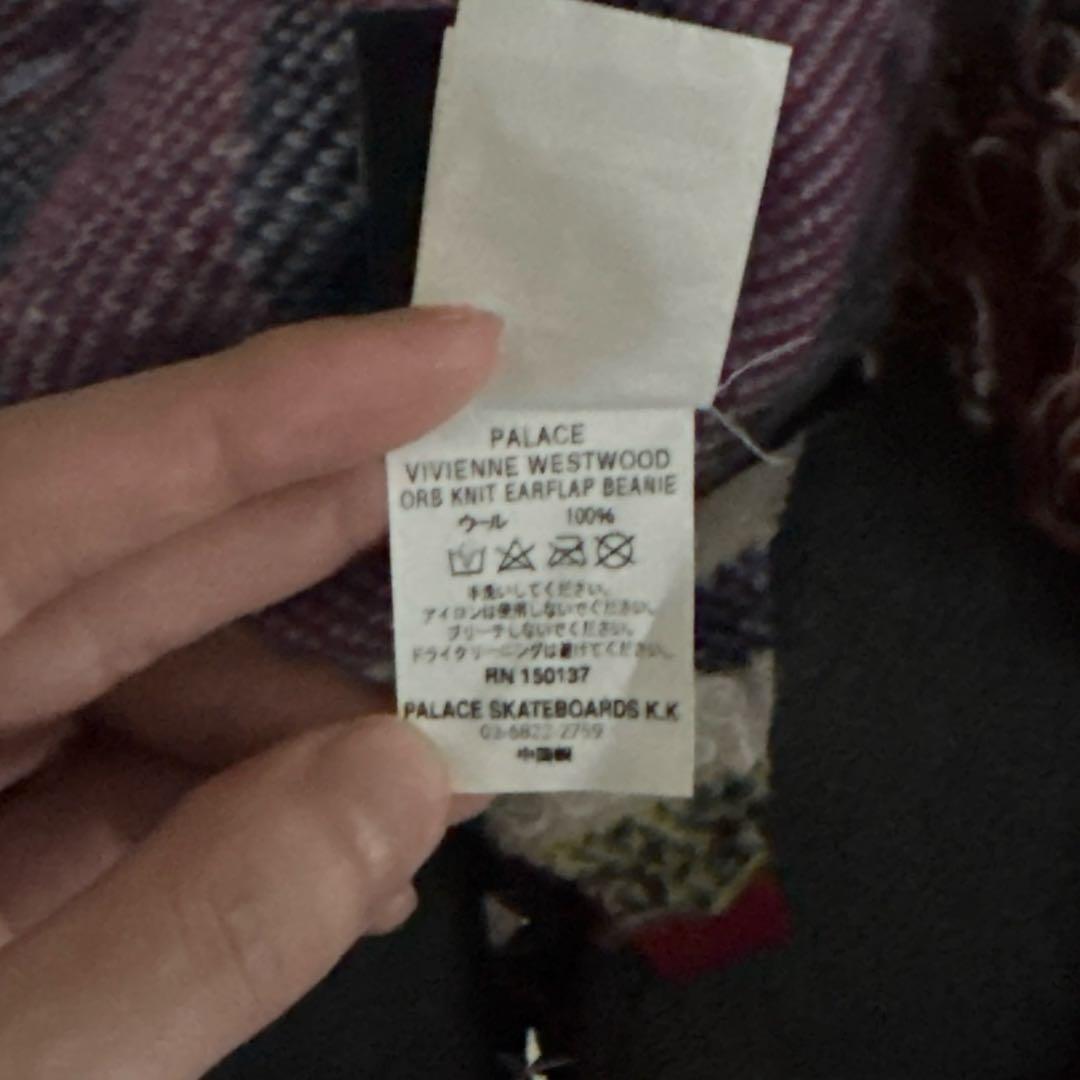 PALACE
VIVIENNE WESTWOOD
ORB KNIT EARFLAP BEANIE
ウール 100%
手洗いしてください。
アイロンは使用しないでください。
ブリーチしないでください。
ドライクリーニングは避けてください。
RN 150137
PALACE SKATEBOARDS K.K
03-6822-2759
中国製